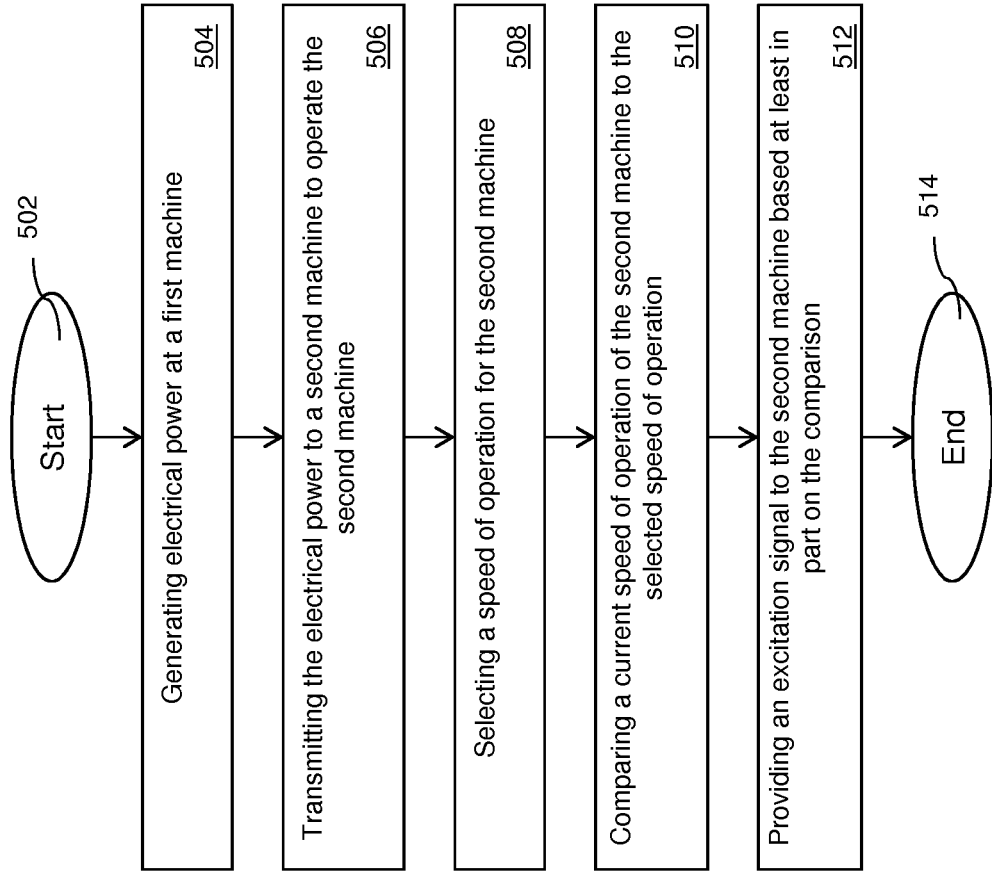 Start
502
Generating electrical power at a first machine
504
Transmitting the electrical power to a second machine to operate the
second machine
506
Selecting a speed of operation for the second machine
508
Comparing a current speed of operation of the second machine to the
selected speed of operation
510
Providing an excitation signal to the second machine based at least in
part on the comparison
512
End
514